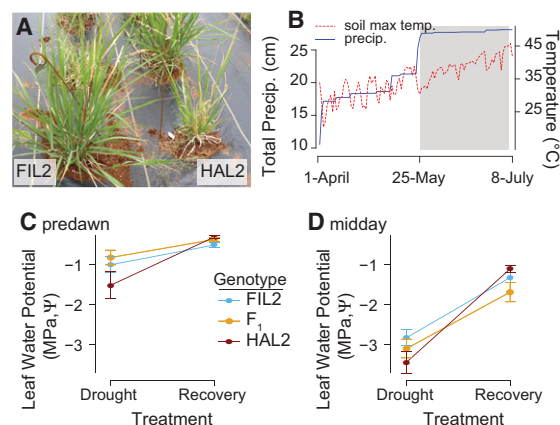 A
FIL2
HAL2
B
soil max temp.
precip.
Total Precip. (cm)
25
20
15
10
45
35
25
Temperature (°C)
1-April
25-May
8-July
C predawn
Leaf Water Potential
(MPa,Ψ)
−1
−2
−3
Genotype
FIL2
F1
HAL2
Drought
Recovery
Treatment
D midday
Leaf Water Potential
(MPa,Ψ)
−1
−2
−3
Drought
Recovery
Treatment